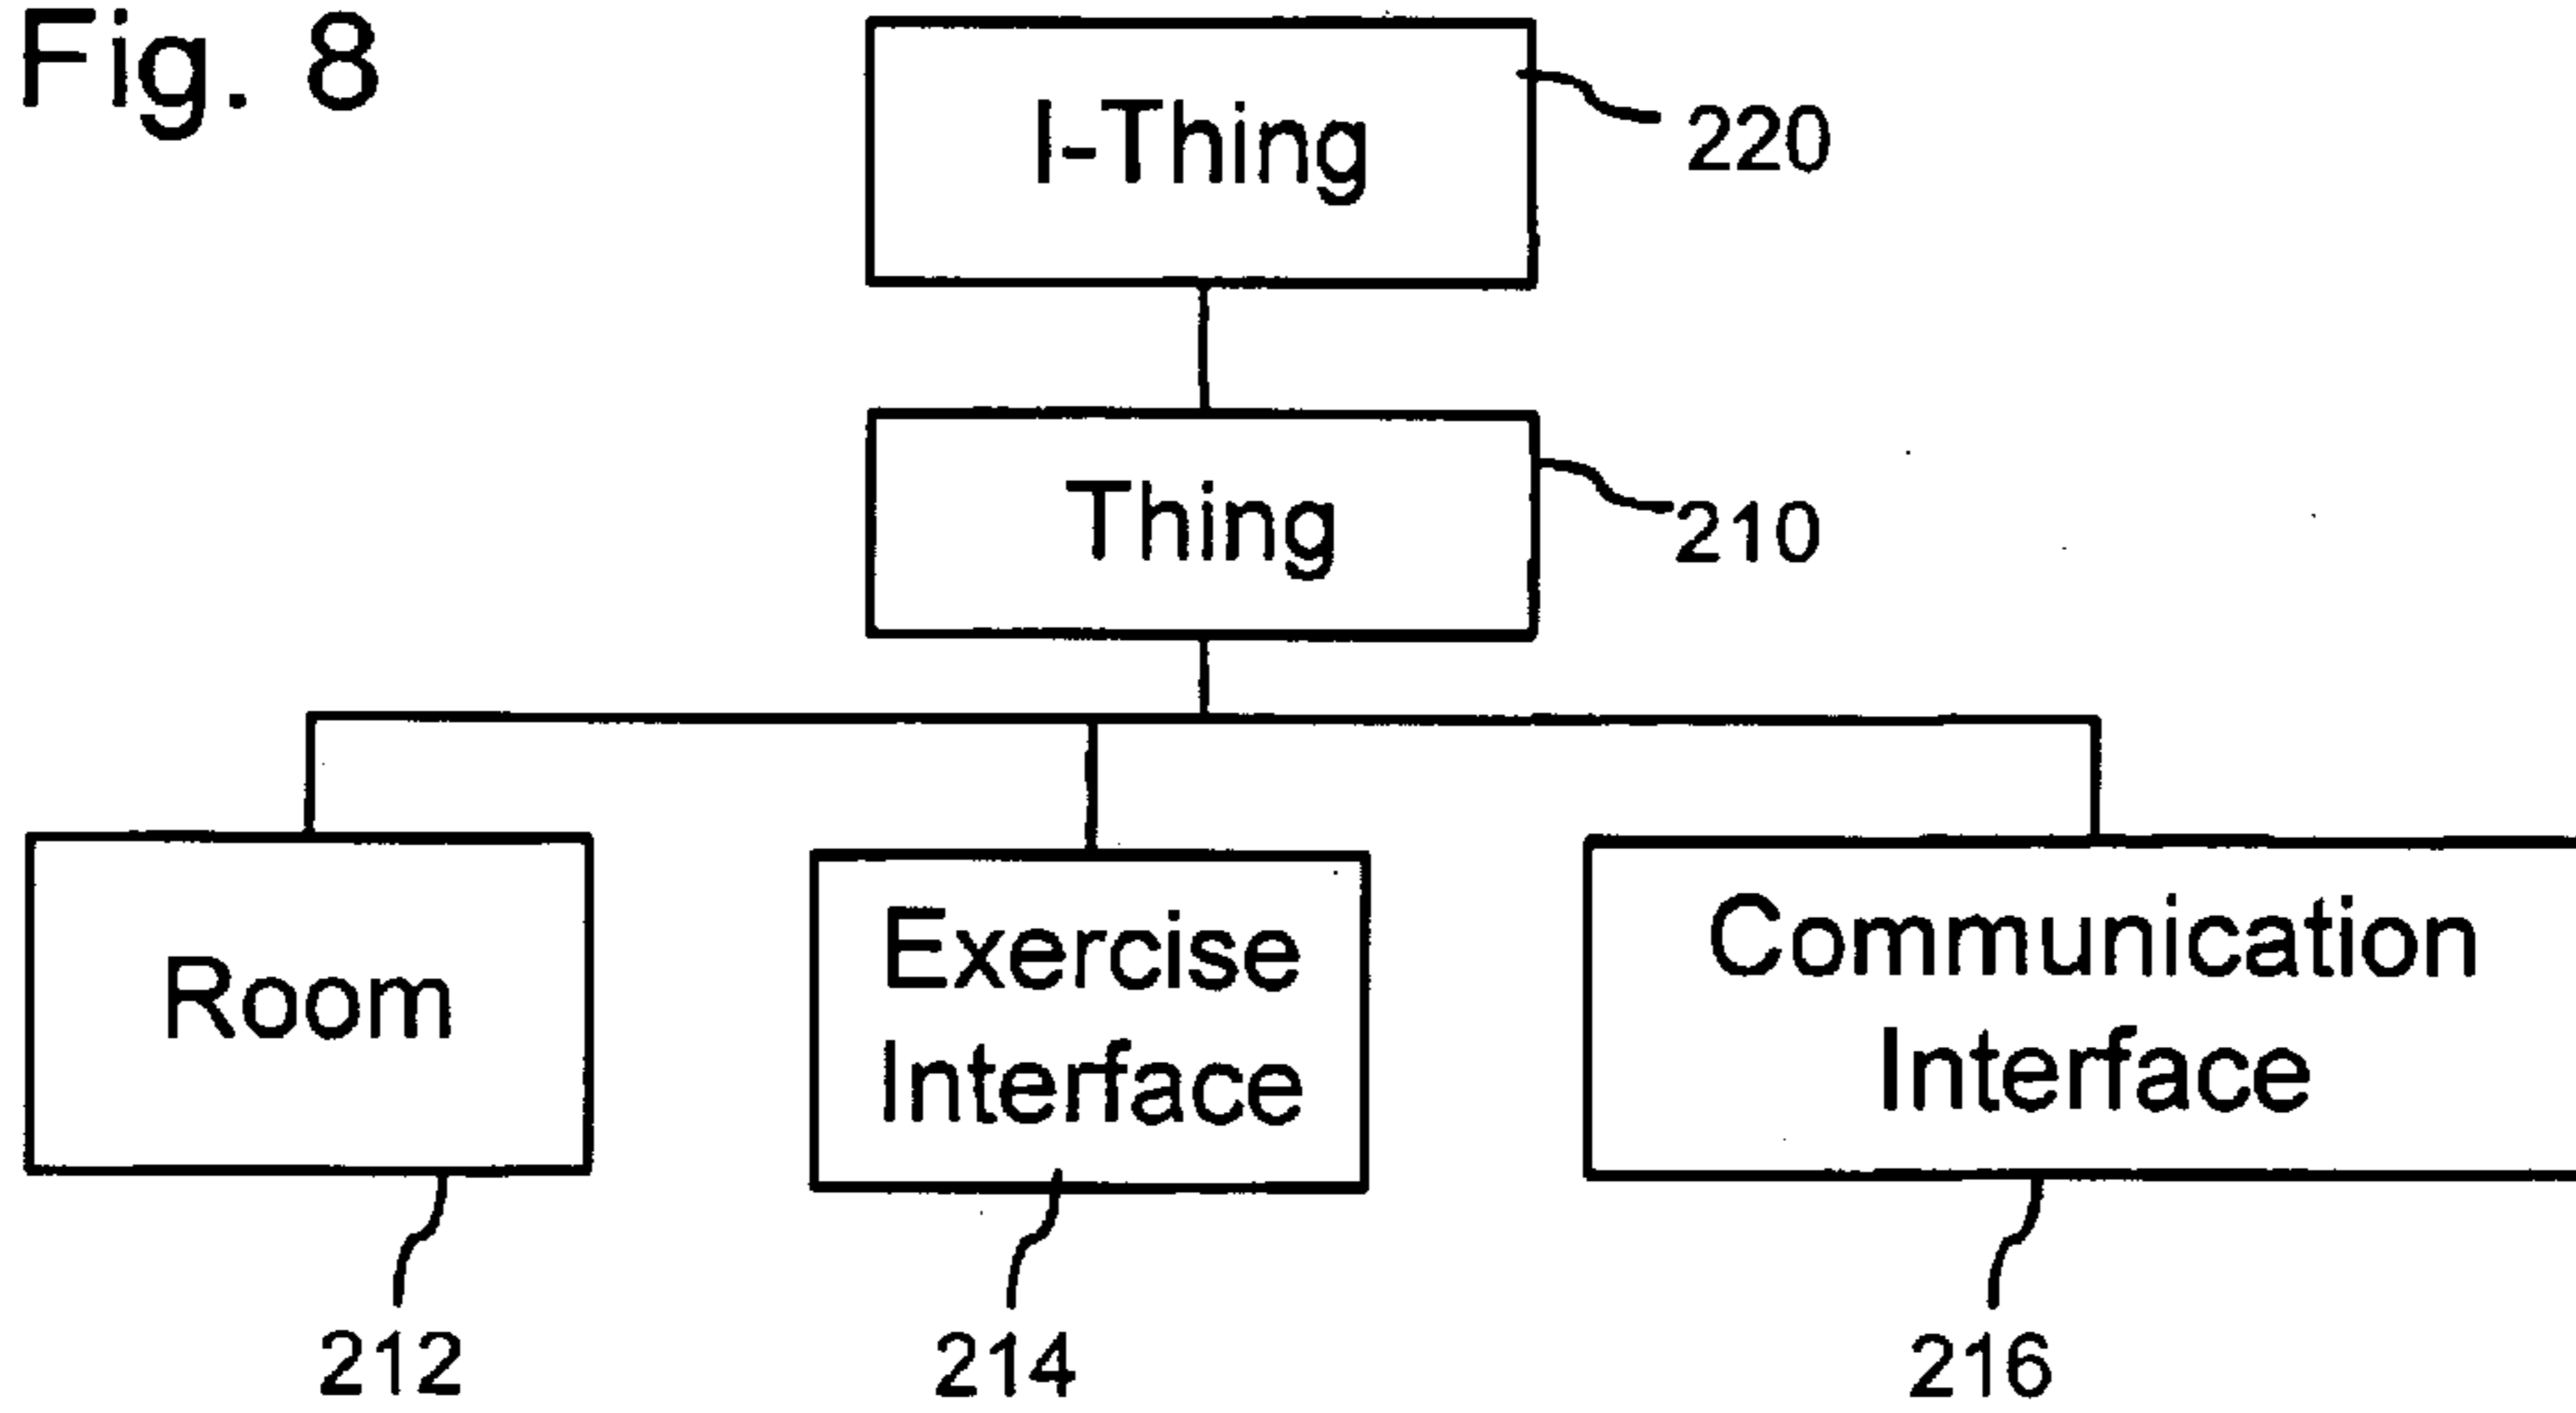 Fig. 8
I-Thing
220
Thing
210
Room
Exercise
Interface
Communication
Interface
212
214
216